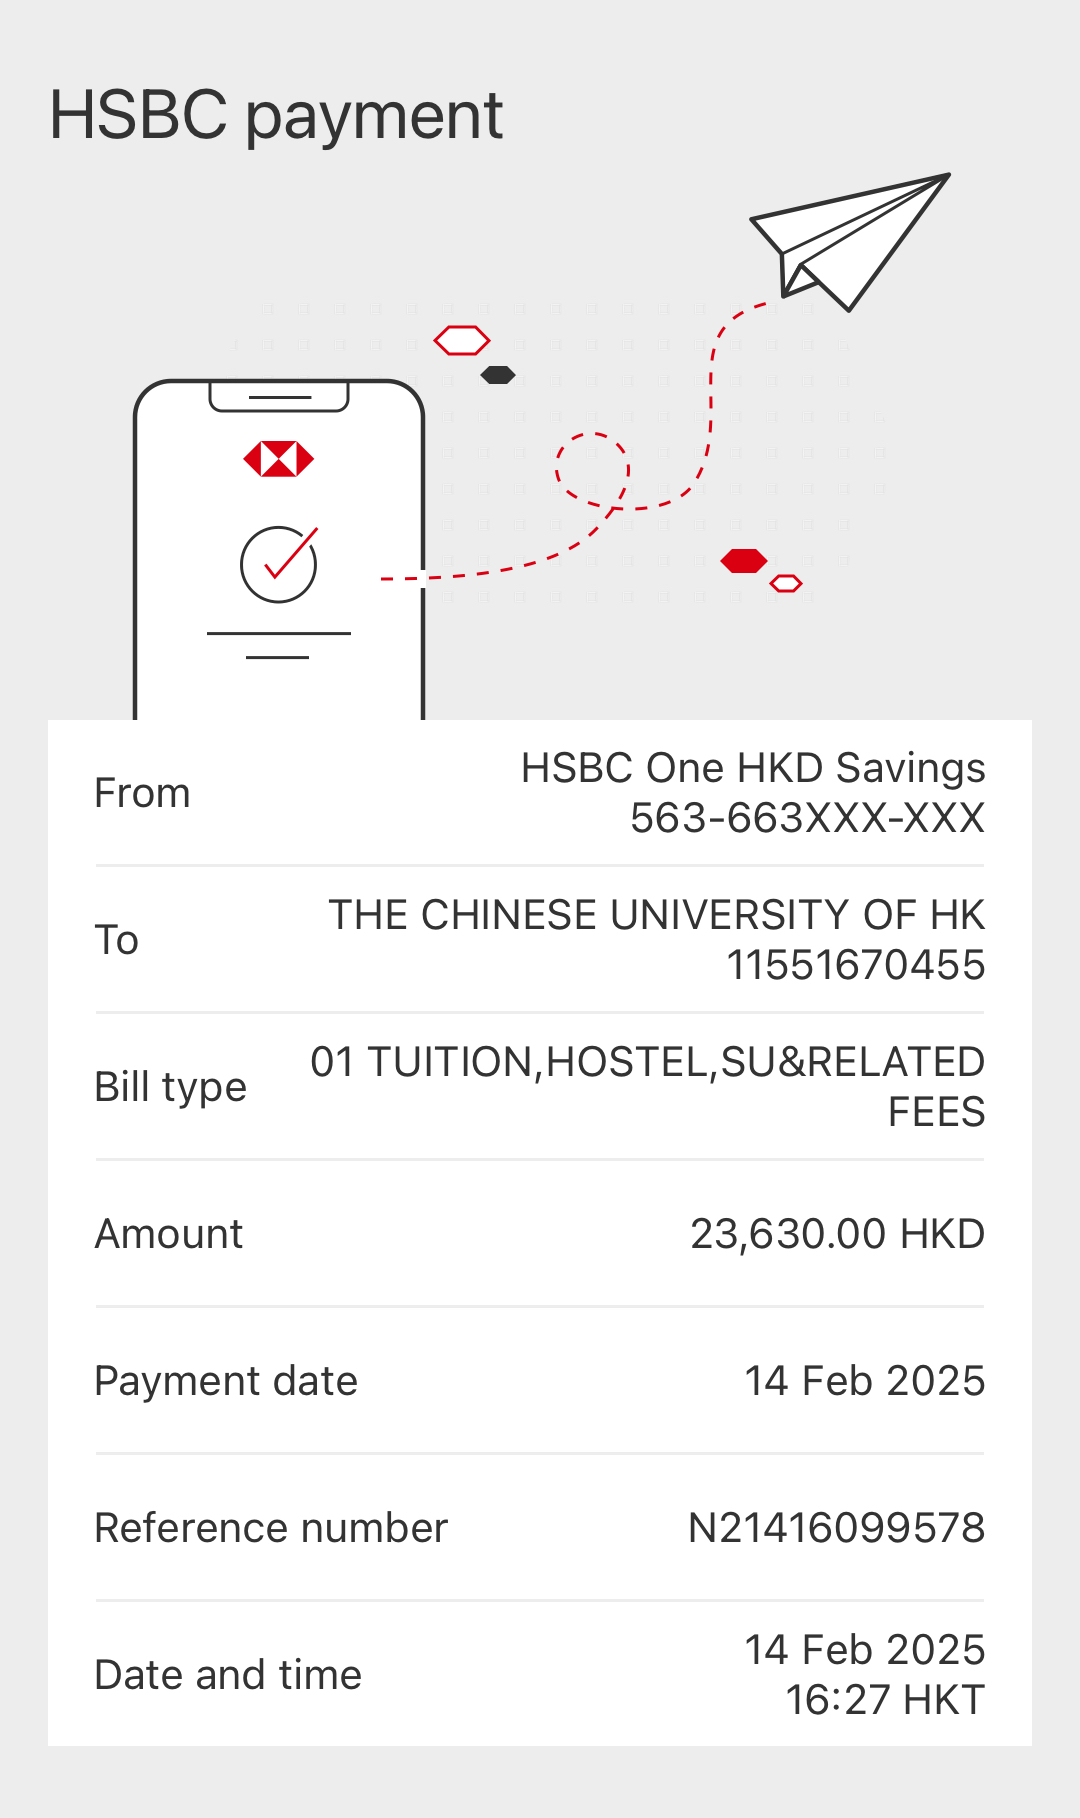 HSBC payment
From
HSBC One HKD Savings
563-663XXX-XXX
To
THE CHINESE UNIVERSITY OF HK
11551670455
Bill type
01 TUITION,HOSTEL,SU&RELATED
FEES
Amount
23,630.00 HKD
Payment date
14 Feb 2025
Reference number
N21416099578
Date and time
14 Feb 2025
16:27 HKT